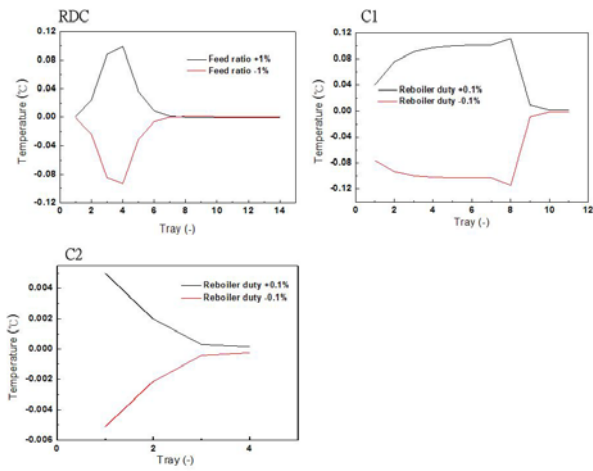 RDC
0.12
0.08
0.04
0.00
-0.04
-0.08
-0.12
Temperature (℃)
Feed ratio +1%
Feed ratio -1%
0 2 4 6 8 10 12 14
Tray (-)
C1
0.12
0.08
0.04
0.00
-0.04
-0.08
-0.12
Temperature (℃)
Reboiler duty +0.1%
Reboiler duty -0.1%
0 2 4 6 8 10 12
Tray (-)
C2
0.004
0.002
0.000
-0.002
-0.004
-0.006
Temperature (℃)
Reboiler duty +0.1%
Reboiler duty -0.1%
0 2 4
Tray (-)